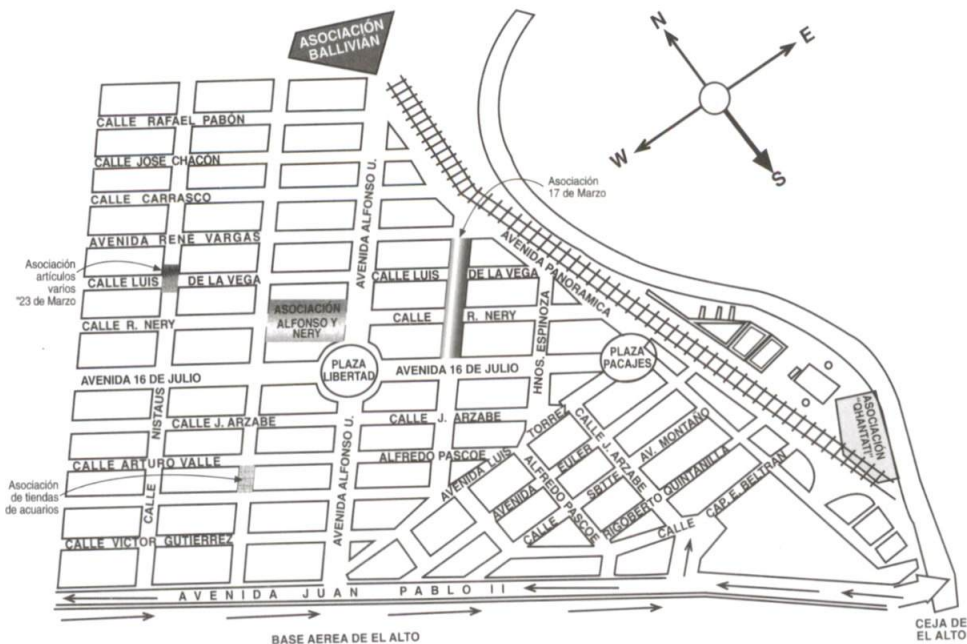 ASOCIACIÓN
BALLIVIÁN
N
E
W
S
CALLE RAFAEL PABÓN
CALLE JOSE CHACÓN
CALLE CARRASCO
AVENIDA RENE VARGAS
AVENIDA ALFONSO U.
Asociación
17 de Marzo
AVENIDA PANORAMICA
Asociación
artículos
varios
"23 de Marzo
CALLE LUIS DE LA VEGA
CALLE LUIS DE LA VEGA
ASOCIACIÓN
ALFONSO Y
NERY
CALLE R. NERY
CALLE R. NERY
HNOS. ESPINOZA
PLAZA
LIBERTAD
PLAZA
PACAJES
AVENIDA 16 DE JULIO
AVENIDA 16 DE JULIO
CALLE NISTAUS
CALLE J. ARZABE
CALLE J. ARZABE
CALLE J. ARZABE
ASOCIACIÓN
"QHANTATI"
CALLE ARTURO VALLE
ALFREDO PASCOE
ALFREDO PASCOE
AVENIDA LUIS TORREZ
AVENIDA EULER
CALLE SBTTE
AV. MONTAÑO
RIGOBERTO QUINTANILLA
CALLE CAP. E. BELTRAN
Asociación
de tiendas
de acuarios
AVENIDA ALFONSO U.
CALLE VICTOR GUTIERREZ
AVENIDA JUAN PABLO II
BASE AEREA DE EL ALTO
CEJA DE
EL ALTO